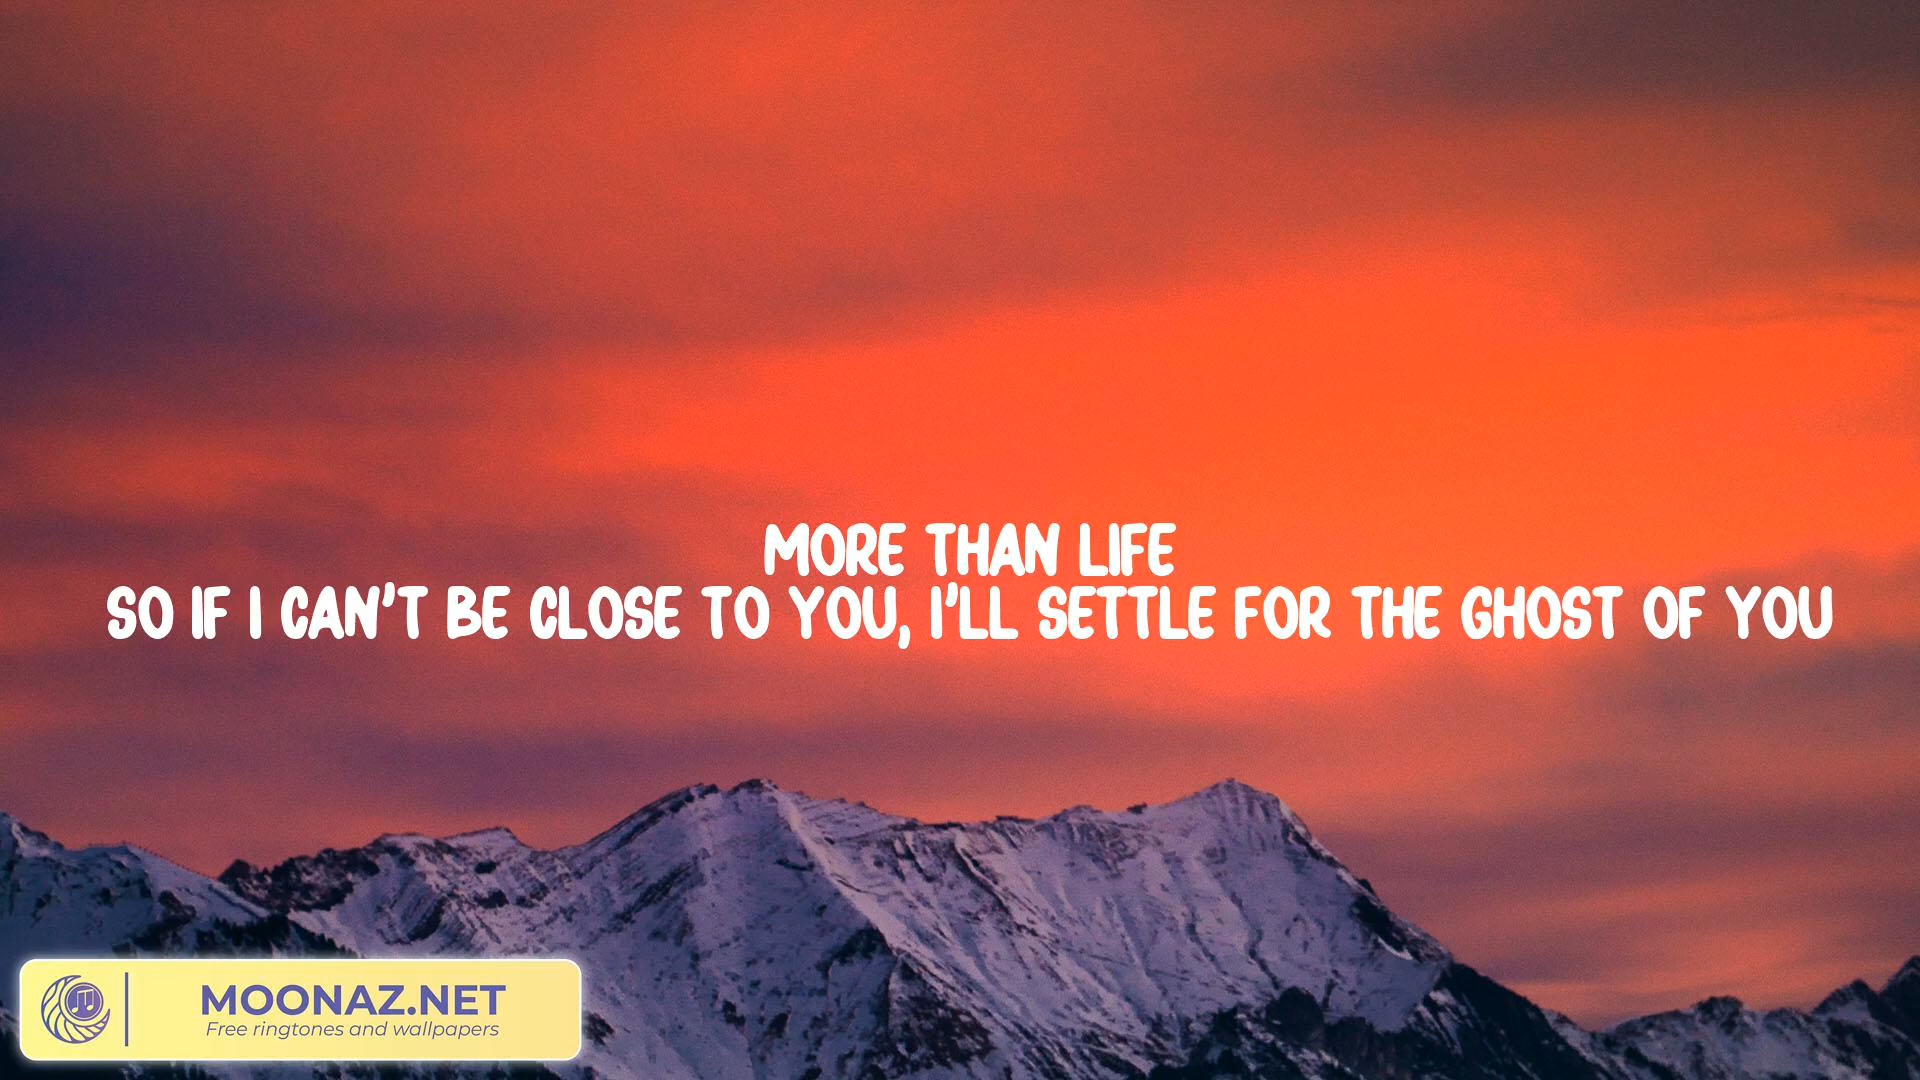 MORE THAN LIFE
SO IF I CAN'T BE CLOSE TO YOU, I'LL SETTLE FOR THE GHOST OF YOU
MOONAZ.NET
Free ringtones and wallpapers